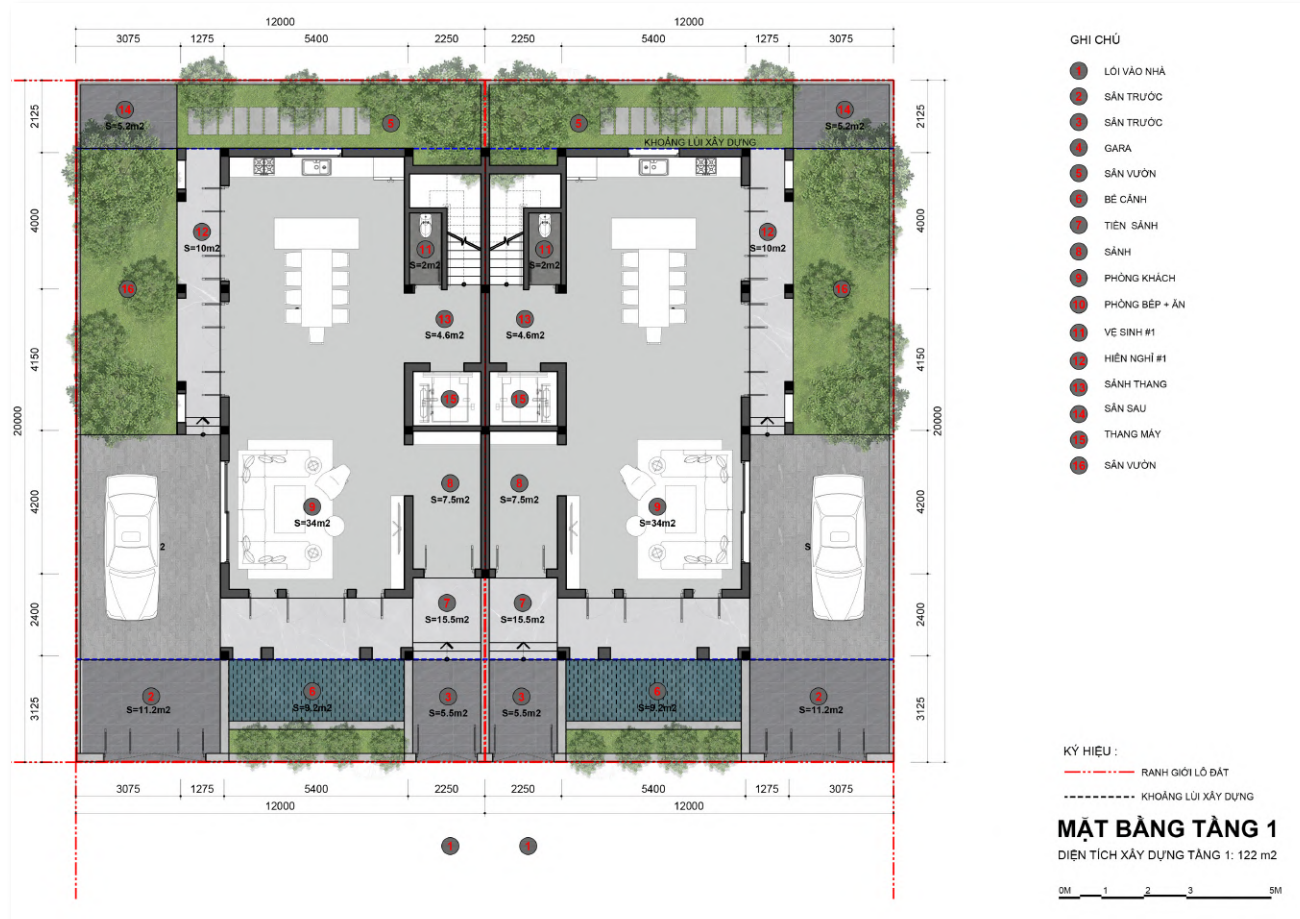 12000 12000
3075 1275 5400 2250 2250 5400 1275 3075
GHI CHÚ
1 LỐI VÀO NHÀ
2 SÂN TRƯỚC
3 SÂN TRƯỚC
4 GARA
5 SÂN VƯỜN
6 BỂ CẢNH
7 TIỀN SẢNH
8 SẢNH
9 PHÒNG KHÁCH
10 PHÒNG BẾP + ĂN
11 VỆ SINH #1
12 HIÊN NGHỈ #1
13 SẢNH THANG
14 SÂN SAU
15 THANG MÁY
16 SÂN VƯỜN
2125 2125
14 14
S=5.2m2 S=5.2m2
5 5
KHOẢNG LÙI XÂY DỰNG
4000 4000
12 12
S=10m2 S=10m2
11 11
S=2m2 S=2m2
16 16
13 13
S=4.6m2 S=4.6m2
4150 4150
15 15
20000 20000
8 8
S=7.5m2 S=7.5m2
4200 4200
9 9
S=34m2 S=34m2
2 S
7 7
S=15.5m2 S=15.5m2
2400 2400
2 6 3 3 6 2
S=11.2m2 S=9.2m2 S=5.5m2 S=5.5m2 S=9.2m2 S=11.2m2
3125 3125
3075 1275 5400 2250 2250 5400 1275 3075
12000 12000
1 1
KÝ HIỆU :
RANH GIỚI LÔ ĐẤT
KHOẢNG LÙI XÂY DỰNG
MẶT BẰNG TẦNG 1
DIỆN TÍCH XÂY DỰNG TẦNG 1: 122 m2
0M 1 2 3 5M